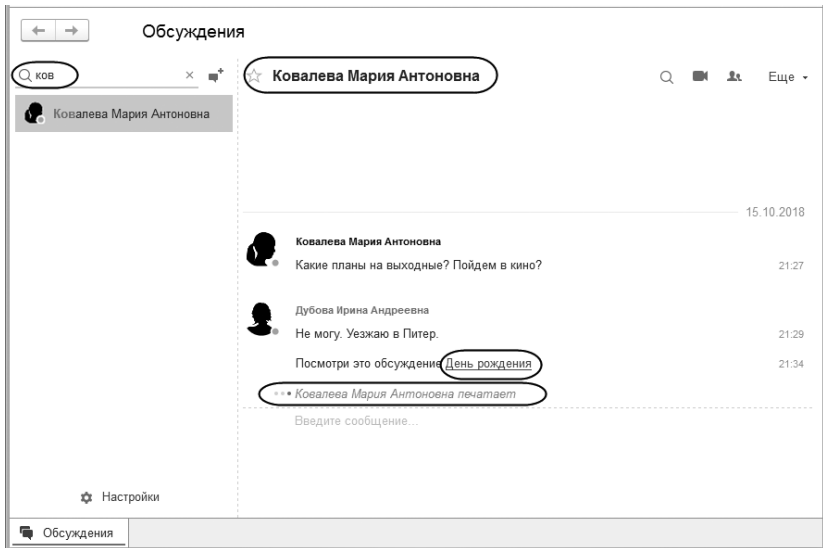 Обсуждения
ков
Ковалева Мария Антоновна
Ковалева Мария Антоновна
Еще
15.10.2018
Ковалева Мария Антоновна
Какие планы на выходные? Пойдем в кино? 21:27
Дубова Ирина Андреевна
Не могу. Уезжаю в Питер. 21:29
Посмотри это обсуждение День рождения 21:34
Ковалева Мария Антоновна печатает
Введите сообщение...
Настройки
Обсуждения